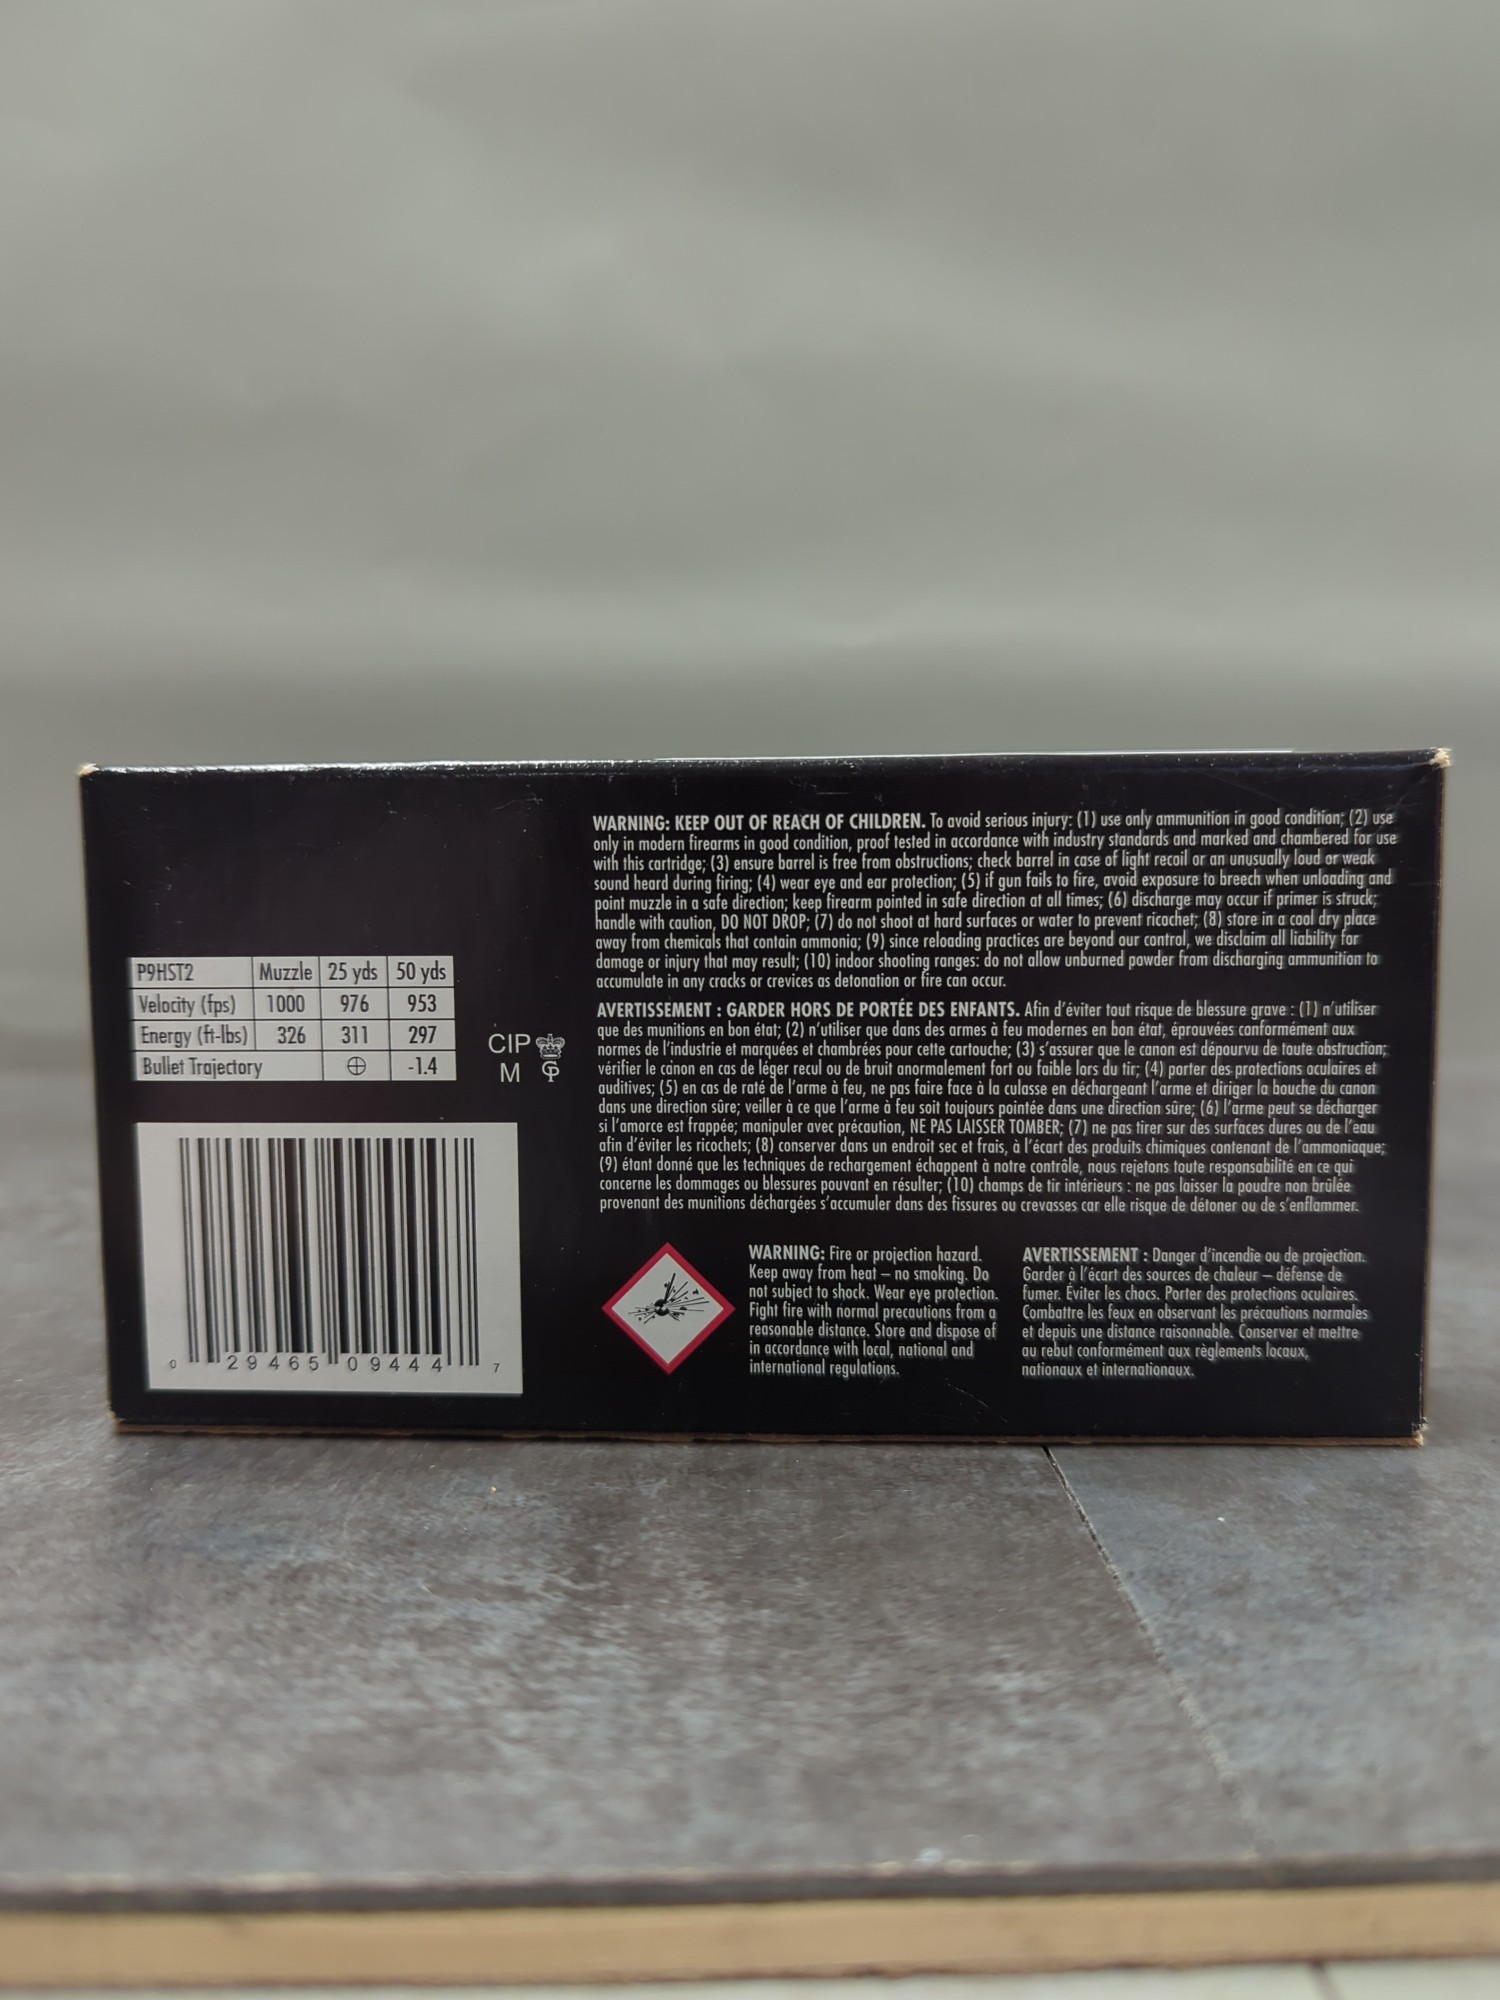 P9HST2 Muzzle 25 yds 50 yds
Velocity (fps) 1000 976 953
Energy (ft-lbs) 326 311 297
Bullet Trajectory ⊕ -1.4
CIP
M
0 29465 09444 7
WARNING: KEEP OUT OF REACH OF CHILDREN. To avoid serious injury: (1) use only ammunition in good condition; (2) use
only in modern firearms in good condition, proof tested in accordance with industry standards and marked and chambered for use
with this cartridge; (3) ensure barrel is free from obstructions; check barrel in case of light recoil or an unusually loud or weak
sound heard during firing; (4) wear eye and ear protection; (5) if gun fails to fire, avoid exposure to breech when unloading and
point muzzle in a safe direction; keep firearm pointed in safe direction at all times; (6) discharge may occur if primer is struck;
handle with caution, DO NOT DROP; (7) do not shoot at hard surfaces or water to prevent ricochet; (8) store in a cool dry place
away from chemicals that contain ammonia; (9) since reloading practices are beyond our control, we disclaim all liability for
damage or injury that may result; (10) indoor shooting ranges: do not allow unburned powder from discharging ammunition to
accumulate in any cracks or crevices as detonation or fire can occur.
AVERTISSEMENT : GARDER HORS DE PORTÉE DES ENFANTS. Afin d'éviter tout risque de blessure grave : (1) n'utiliser
que des munitions en bon état; (2) n'utiliser que dans des armes à feu modernes en bon état, éprouvées conformément aux
normes de l'industrie et marquées et chambrées pour cette cartouche; (3) s'assurer que le canon est dépourvu de toute obstruction;
vérifier le canon en cas de léger recul ou de bruit anormalement fort ou faible lors du tir; (4) porter des protections oculaires et
auditives; (5) en cas de raté de l'arme à feu, ne pas faire face à la culasse en déchargeant l'arme et diriger la bouche du canon
dans une direction sûre; veiller à ce que l'arme à feu soit toujours pointée dans une direction sûre; (6) l'arme peut se décharger
si l'amorce est frappée; manipuler avec précaution, NE PAS LAISSER TOMBER; (7) ne pas tirer sur des surfaces dures ou de l'eau
afin d'éviter les ricochets; (8) conserver dans un endroit sec et frais, à l'écart des produits chimiques contenant de l'ammoniaque;
(9) étant donné que les techniques de rechargement échappent à notre contrôle, nous rejetons toute responsabilité en ce qui
concerne les dommages ou blessures pouvant en résulter; (10) champs de tir intérieurs : ne pas laisser la poudre non brûlée
provenant des munitions déchargées s'accumuler dans des fissures ou crevasses car elle risque de détoner ou de s'enflammer.
WARNING: Fire or projection hazard.
Keep away from heat – no smoking. Do
not subject to shock. Wear eye protection.
Fight fire with normal precautions from a
reasonable distance. Store and dispose of
in accordance with local, national and
international regulations.
AVERTISSEMENT : Danger d'incendie ou de projection.
Garder à l'écart des sources de chaleur – défense de
fumer. Éviter les chocs. Porter des protections oculaires.
Combattre les feux en observant les précautions normales
et depuis une distance raisonnable. Conserver et mettre
au rebut conformément aux règlements locaux,
nationaux et internationaux.